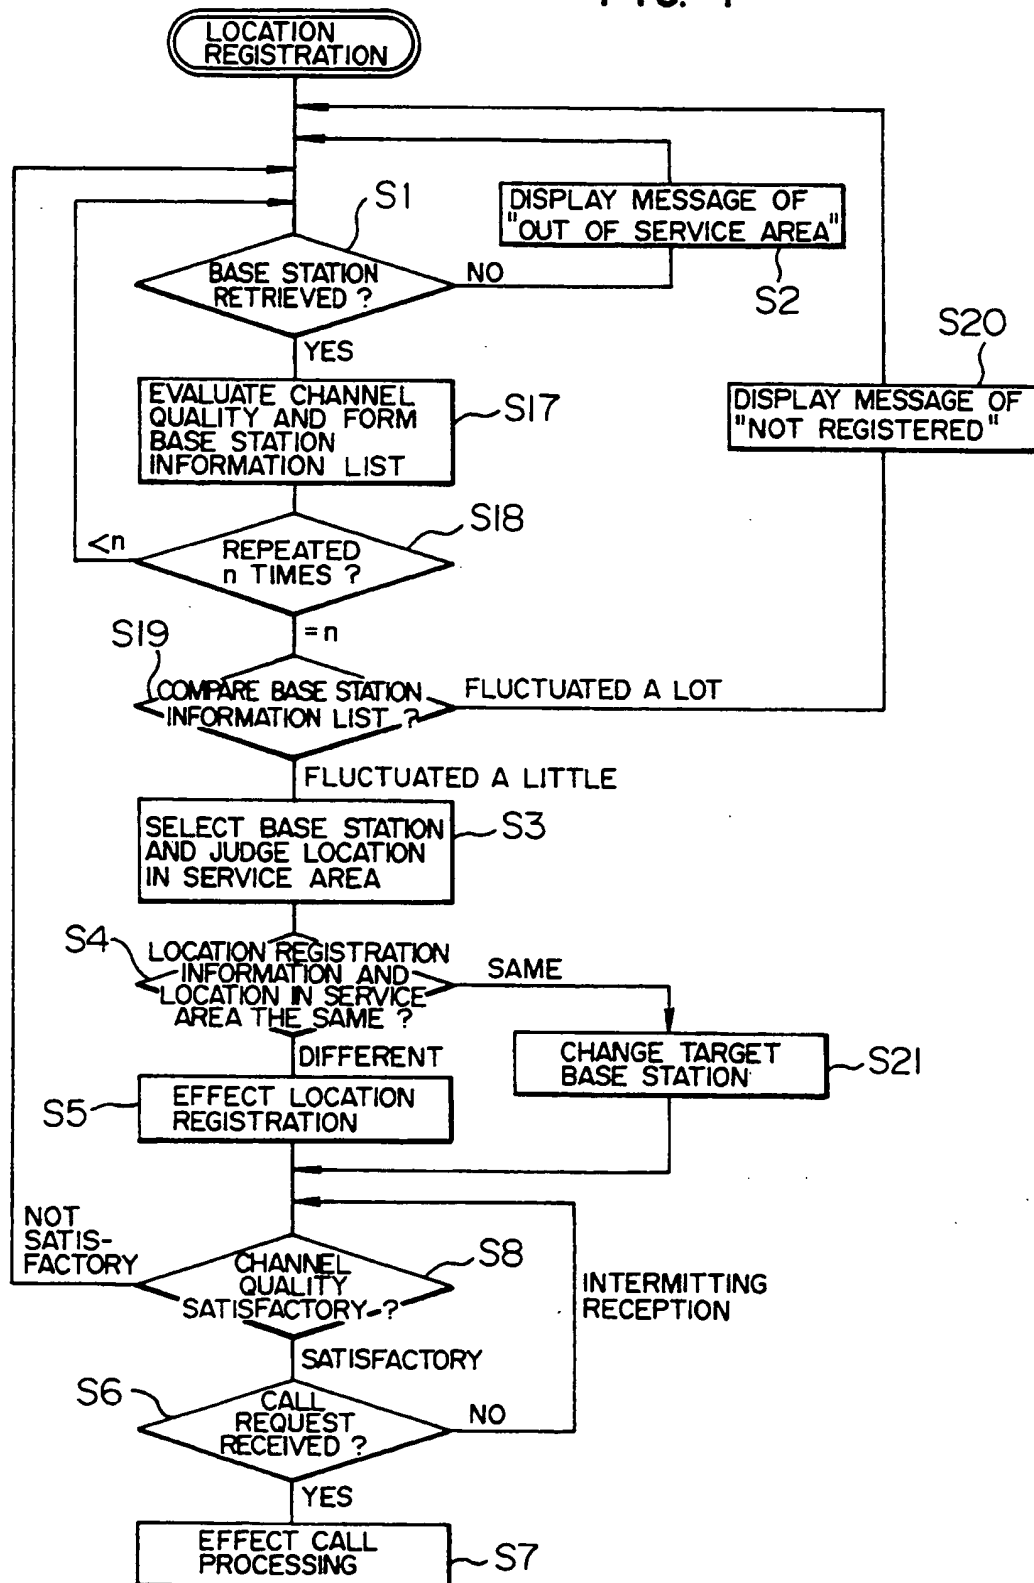 LOCATION
REGISTRATION
S1
DISPLAY MESSAGE OF
"OUT OF SERVICE AREA"
BASE STATION
RETRIEVED ?
NO
S2
YES
S20
EVALUATE CHANNEL
QUALITY AND FORM
BASE STATION
INFORMATION LIST
S17
DISPLAY MESSAGE OF
"NOT REGISTERED"
S18
<n
REPEATED
n TIMES ?
=n
S19
COMPARE BASE STATION
INFORMATION LIST ?
FLUCTUATED A LOT
FLUCTUATED A LITTLE
SELECT BASE STATION
AND JUDGE LOCATION
IN SERVICE AREA
S3
S4
LOCATION REGISTRATION
INFORMATION AND
LOCATION IN SERVICE
AREA THE SAME ?
SAME
DIFFERENT
CHANGE TARGET
BASE STATION
S21
S5
EFFECT LOCATION
REGISTRATION
NOT
SATIS-
FACTORY
CHANNEL
QUALITY
SATISFACTORY ?
S8
INTERMITTING
RECEPTION
SATISFACTORY
S6
CALL
REQUEST
RECEIVED ?
NO
YES
EFFECT CALL
PROCESSING
S7